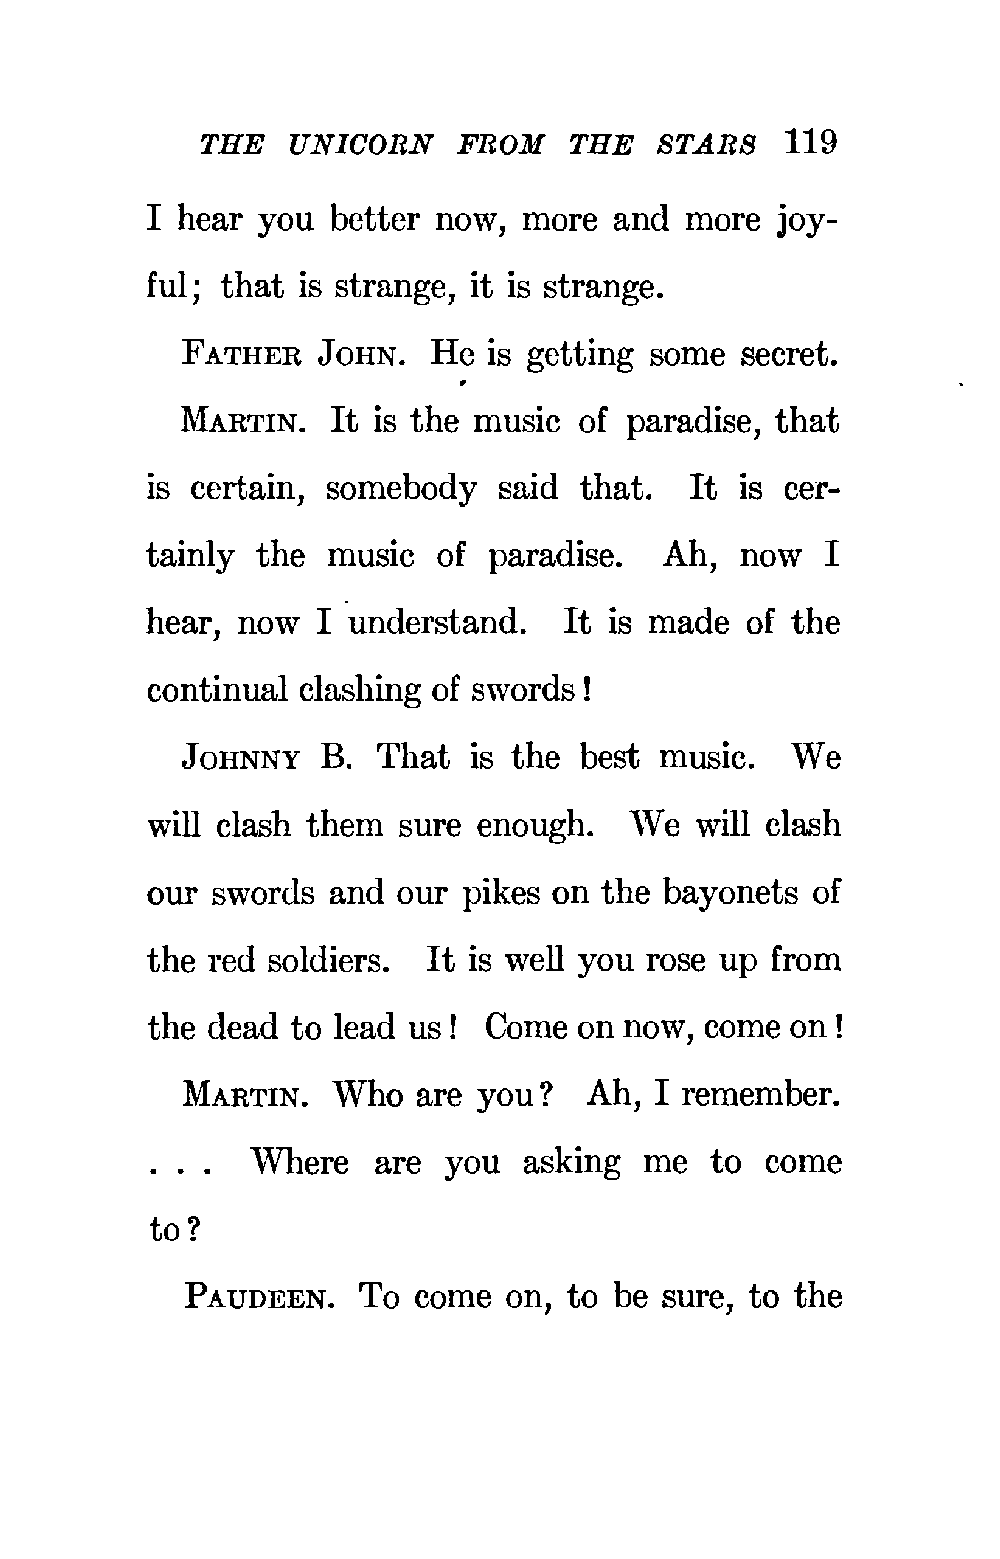 THE UNICORN FROM THE STARS 119
I hear you better now, more and more joy-
ful; that is strange, it is strange.
FATHER JOHN. He is getting some secret.
MARTIN. It is the music of paradise, that
is certain, somebody said that. It is cer-
tainly the music of paradise. Ah, now I
hear, now I understand. It is made of the
continual clashing of swords!
JOHNNY B. That is the best music. We
will clash them sure enough. We will clash
our swords and our pikes on the bayonets of
the red soldiers. It is well you rose up from
the dead to lead us! Come on now, come on!
MARTIN. Who are you? Ah, I remember.
. . . Where are you asking me to come
to?
PAUDEEN. To come on, to be sure, to the